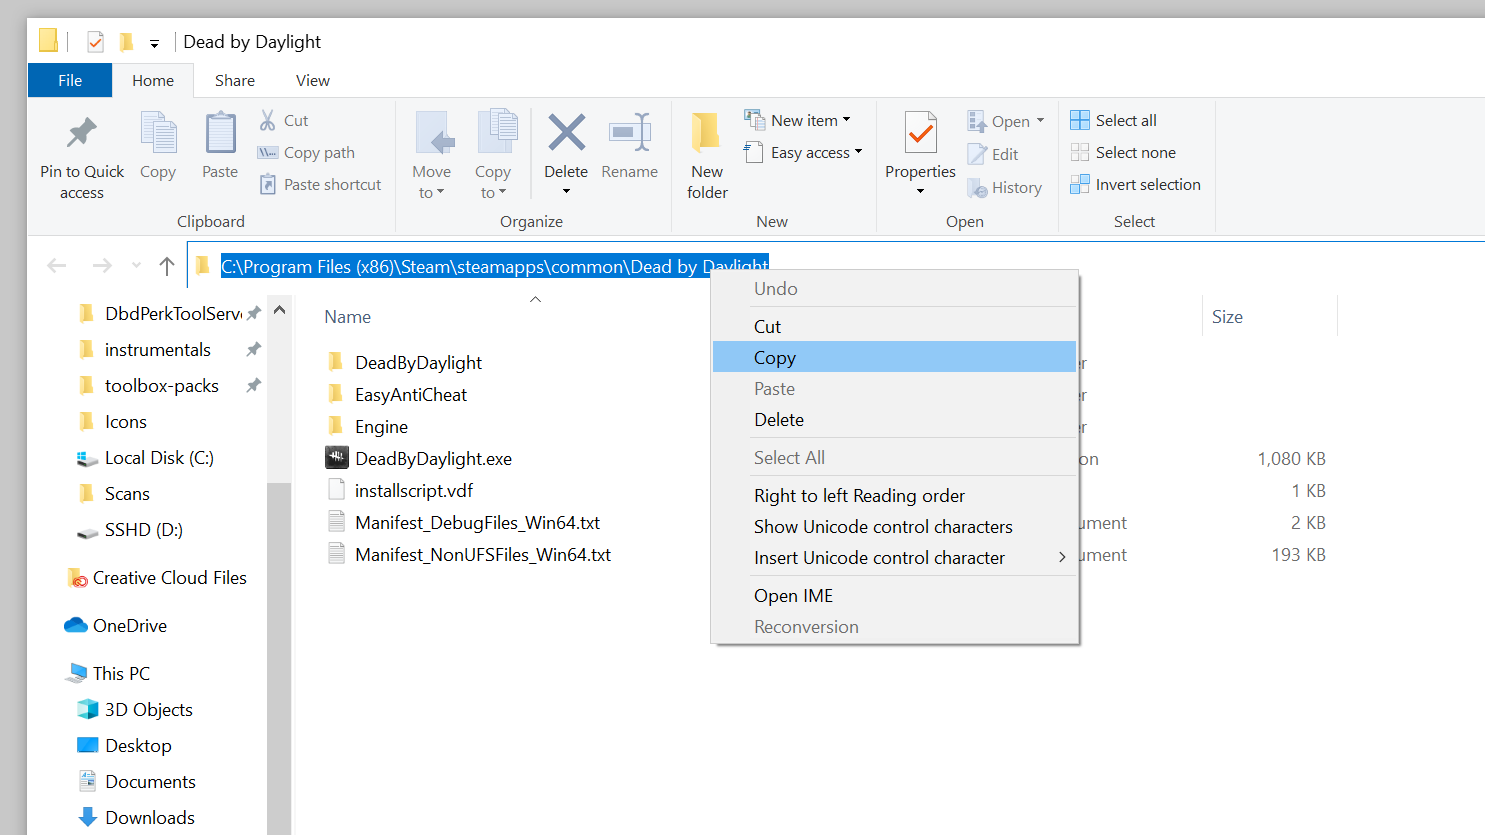 Dead by Daylight
File Home Share View
Pin to Quick access
Copy
Paste
Cut
Copy path
Paste shortcut
Clipboard
Move to
Copy to
Delete
Rename
Organize
New folder
New item
Easy access
New
Properties
Open
Edit
History
Open
Select all
Select none
Invert selection
Select
C:\Program Files (x86)\Steam\steamapps\common\Dead by Daylight
DbdPerkToolServ
instrumentals
toolbox-packs
Icons
Local Disk (C:)
Scans
SSHD (D:)
Creative Cloud Files
OneDrive
This PC
3D Objects
Desktop
Documents
Downloads
Name Size
DeadByDaylight er
EasyAntiCheat er
Engine er
DeadByDaylight.exe on 1,080 KB
installscript.vdf 1 KB
Manifest_DebugFiles_Win64.txt ument 2 KB
Manifest_NonUFSFiles_Win64.txt ument 193 KB
Undo
Cut
Copy
Paste
Delete
Select All
Right to left Reading order
Show Unicode control characters
Insert Unicode control character
Open IME
Reconversion